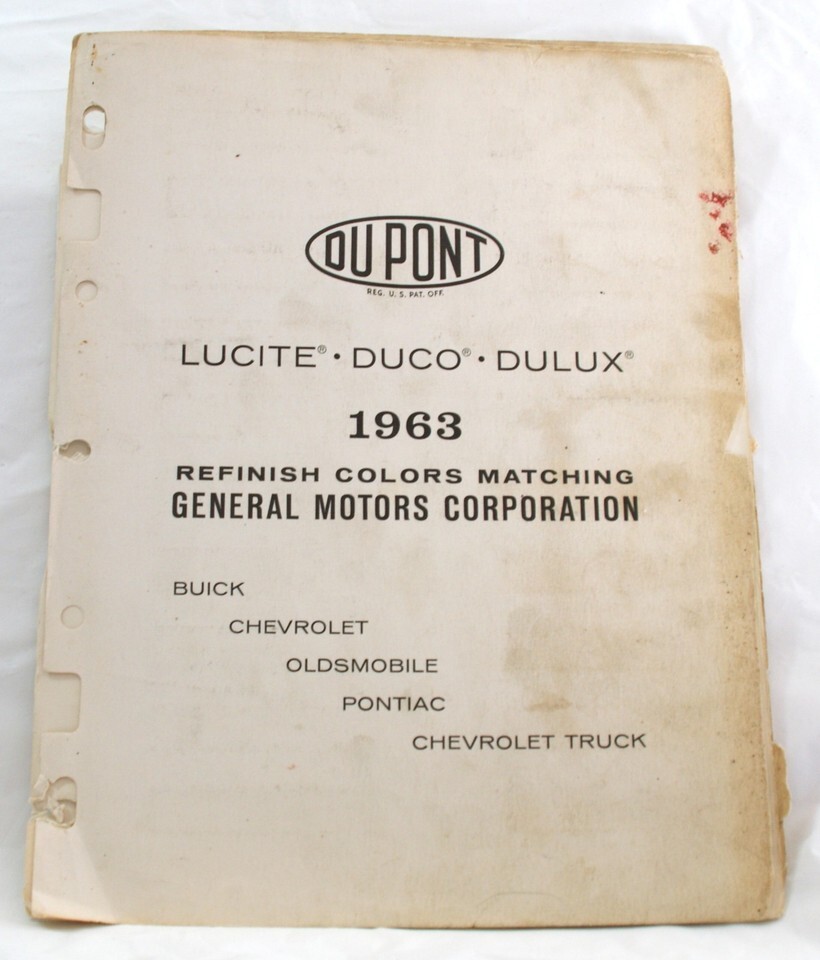 DU PONT
REG. U. S. PAT. OFF.
LUCITE® • DUCO® • DULUX®
1963
REFINISH COLORS MATCHING
GENERAL MOTORS CORPORATION
BUICK
CHEVROLET
OLDSMOBILE
PONTIAC
CHEVROLET TRUCK